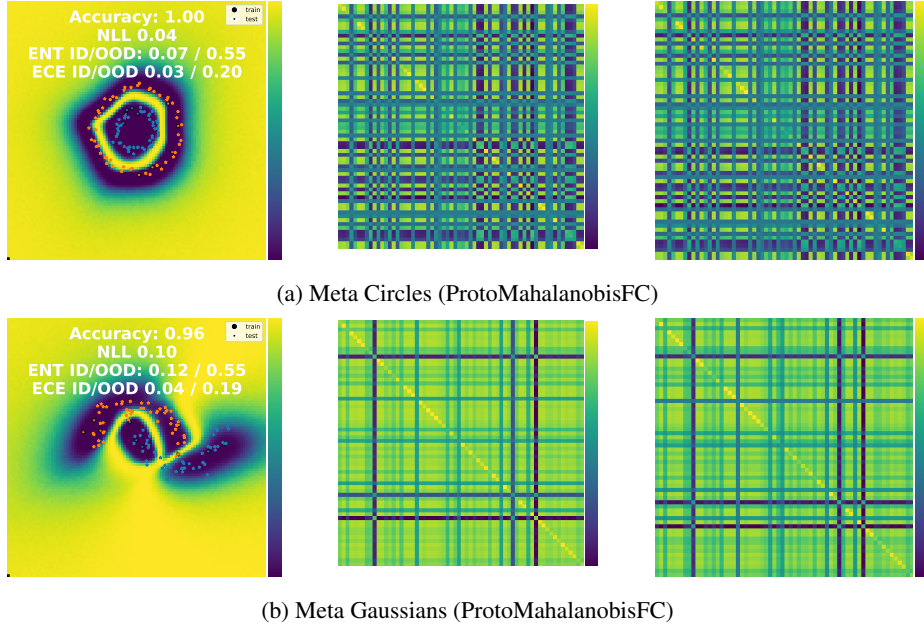 Accuracy: 1.00
NLL 0.04
ENT ID/OOD: 0.07 / 0.55
ECE ID/OOD 0.03 / 0.20
train
test
(a) Meta Circles (ProtoMahalanobisFC)
Accuracy: 0.96
NLL 0.10
ENT ID/OOD: 0.12 / 0.55
ECE ID/OOD 0.04 / 0.19
train
test
(b) Meta Gaussians (ProtoMahalanobisFC)